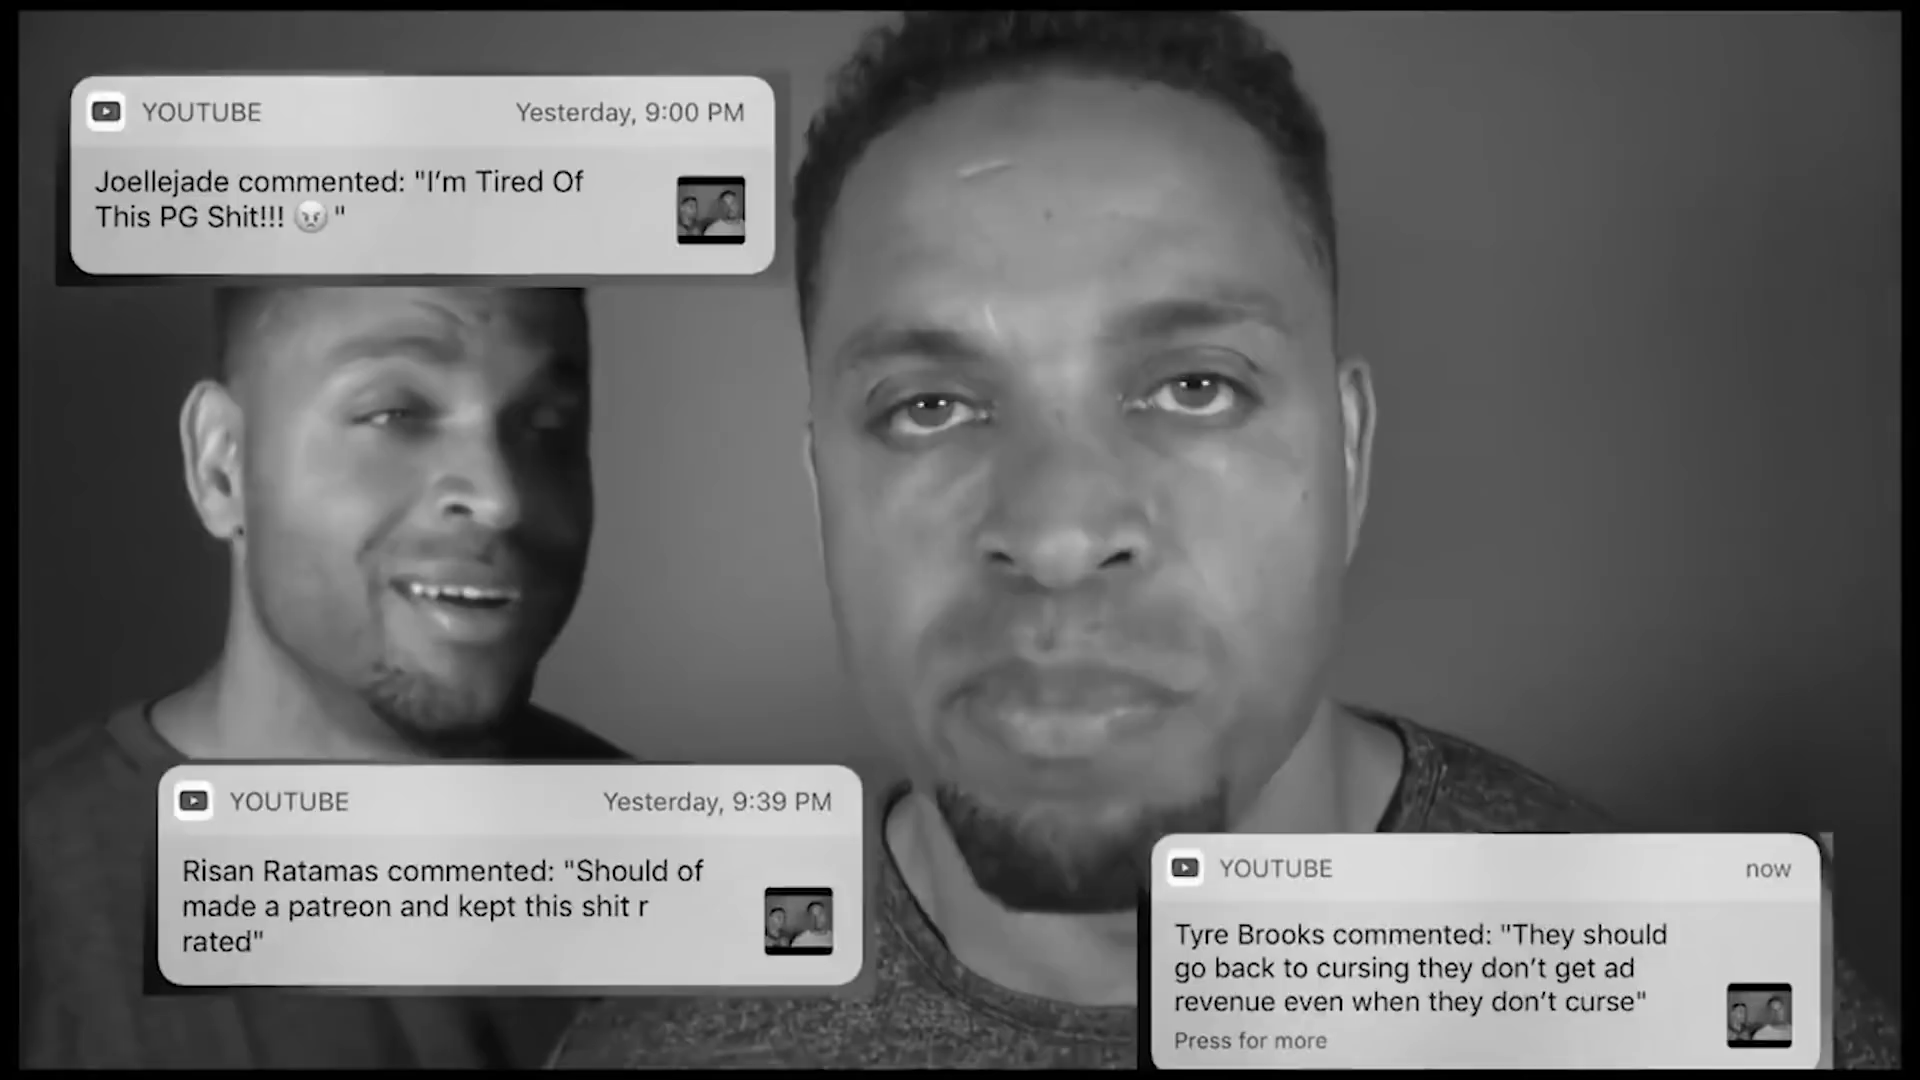 YOUTUBE Yesterday, 9:00 PM
Joellejade commented: "I'm Tired Of
This PG Shit!!! 😠"
YOUTUBE Yesterday, 9:39 PM
Risan Ratamas commented: "Should of
made a patreon and kept this shit r
rated"
YOUTUBE now
Tyre Brooks commented: "They should
go back to cursing they don't get ad
revenue even when they don't curse"
Press for more